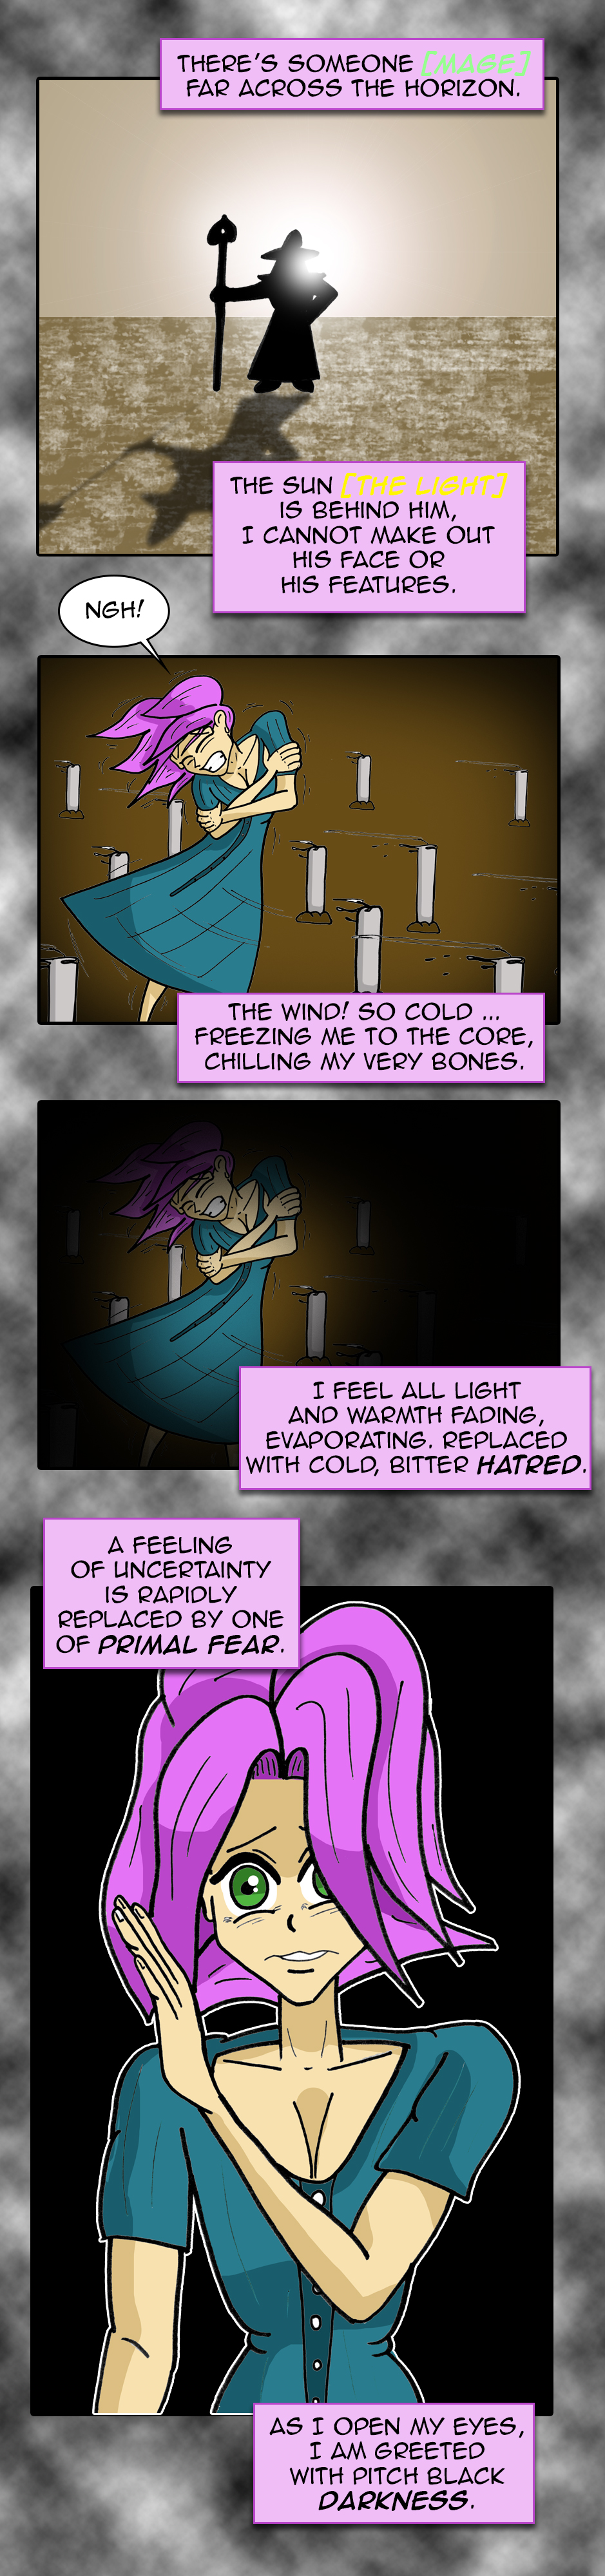 THERE'S SOMEONE [MAGE]
FAR ACROSS THE HORIZON.
THE SUN [THE LIGHT]
IS BEHIND HIM,
I CANNOT MAKE OUT
HIS FACE OR
HIS FEATURES.
NGH!
THE WIND! SO COLD ...
FREEZING ME TO THE CORE,
CHILLING MY VERY BONES.
I FEEL ALL LIGHT
AND WARMTH FADING,
EVAPORATING. REPLACED
WITH COLD, BITTER HATRED.
A FEELING
OF UNCERTAINTY
IS RAPIDLY
REPLACED BY ONE
OF PRIMAL FEAR.
AS I OPEN MY EYES,
I AM GREETED
WITH PITCH BLACK
DARKNESS.